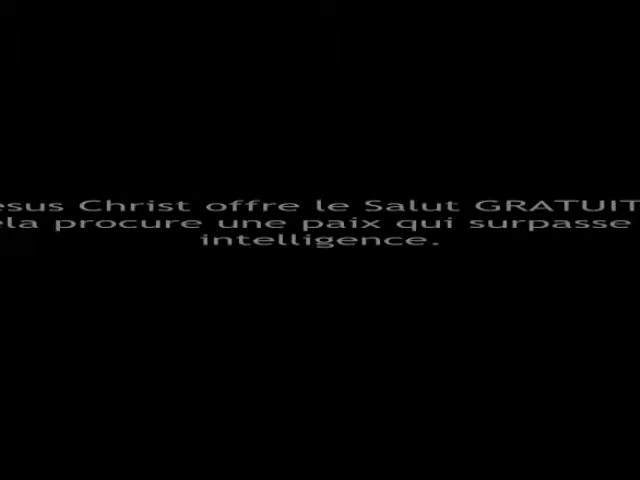 esus Christ offre le Salut GRATUIT
ela procure une paix qui surpasse
intelligence.